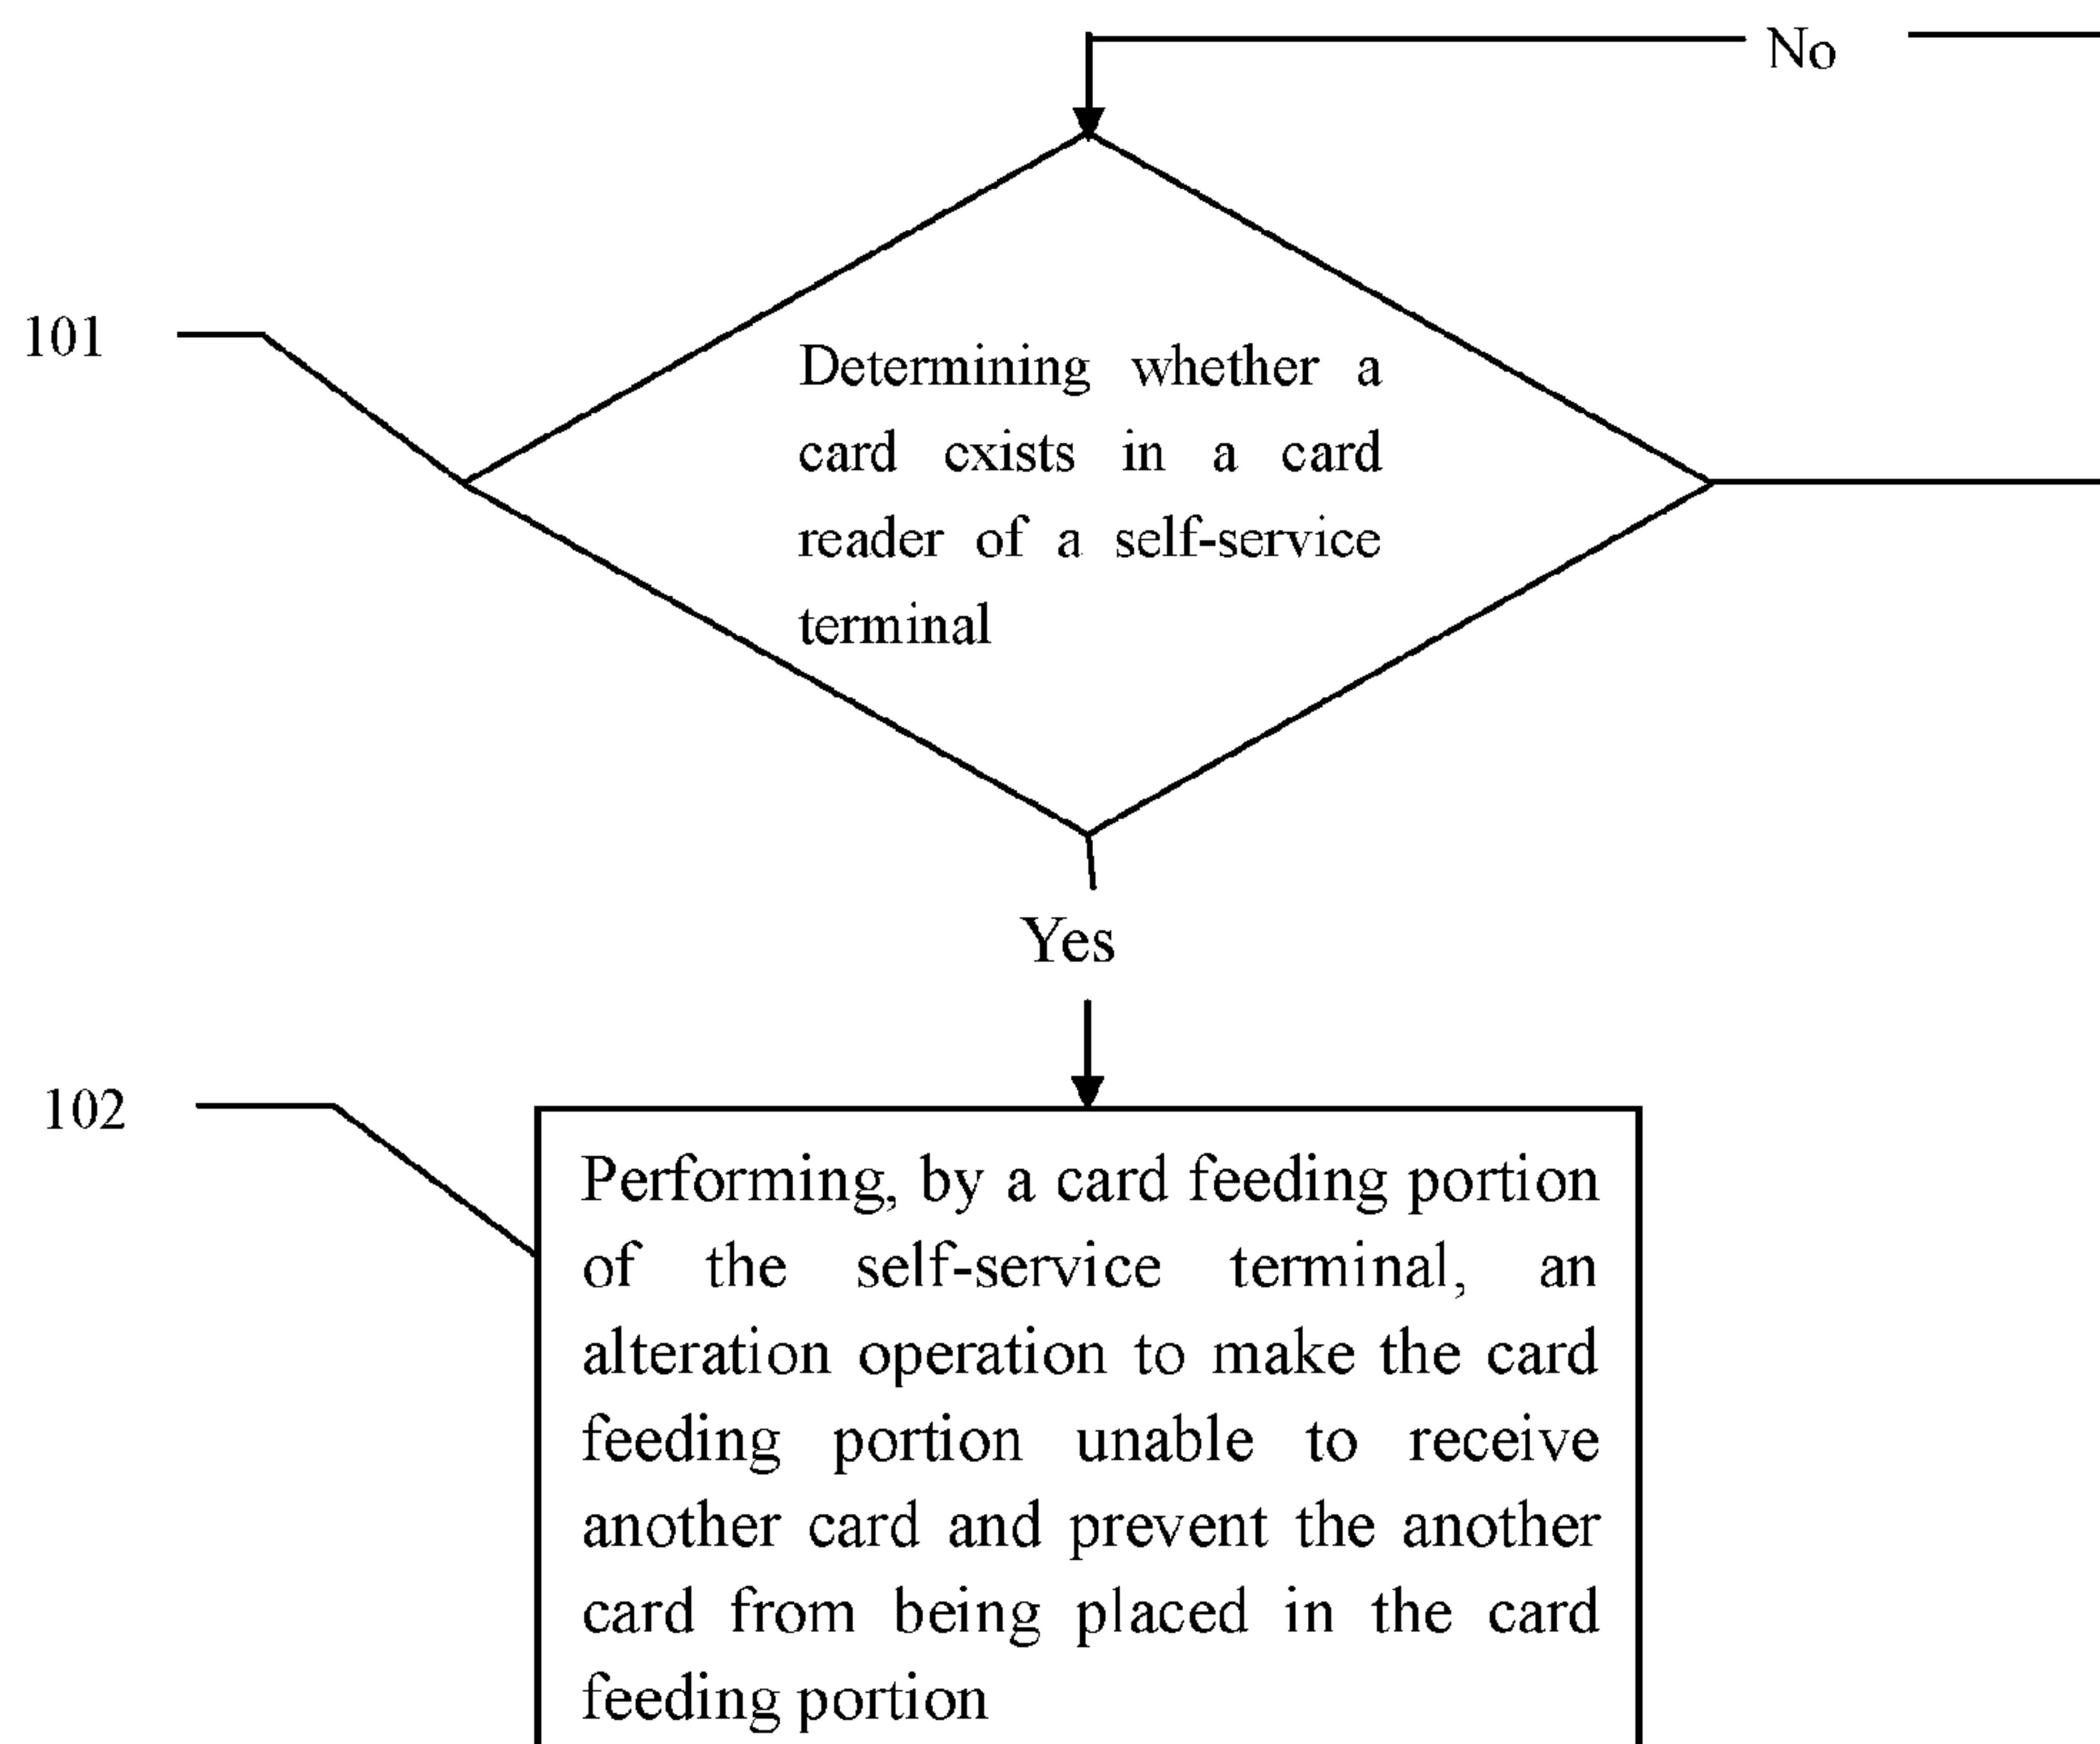 No
101
Determining whether a
card exists in a card
reader of a self-service
terminal
Yes
102
Performing, by a card feeding portion
of the self-service terminal, an
alteration operation to make the card
feeding portion unable to receive
another card and prevent the another
card from being placed in the card
feeding portion